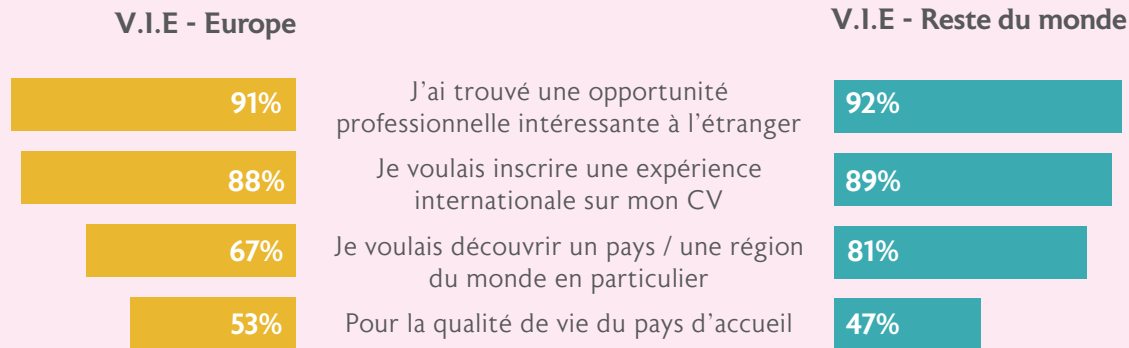 V.I.E - Europe
V.I.E - Reste du monde
91%
J’ai trouvé une opportunité
professionnelle intéressante à l’étranger
92%
88%
Je voulais inscrire une expérience
internationale sur mon CV
89%
67%
Je voulais découvrir un pays / une région
du monde en particulier
81%
53%
Pour la qualité de vie du pays d’accueil
47%